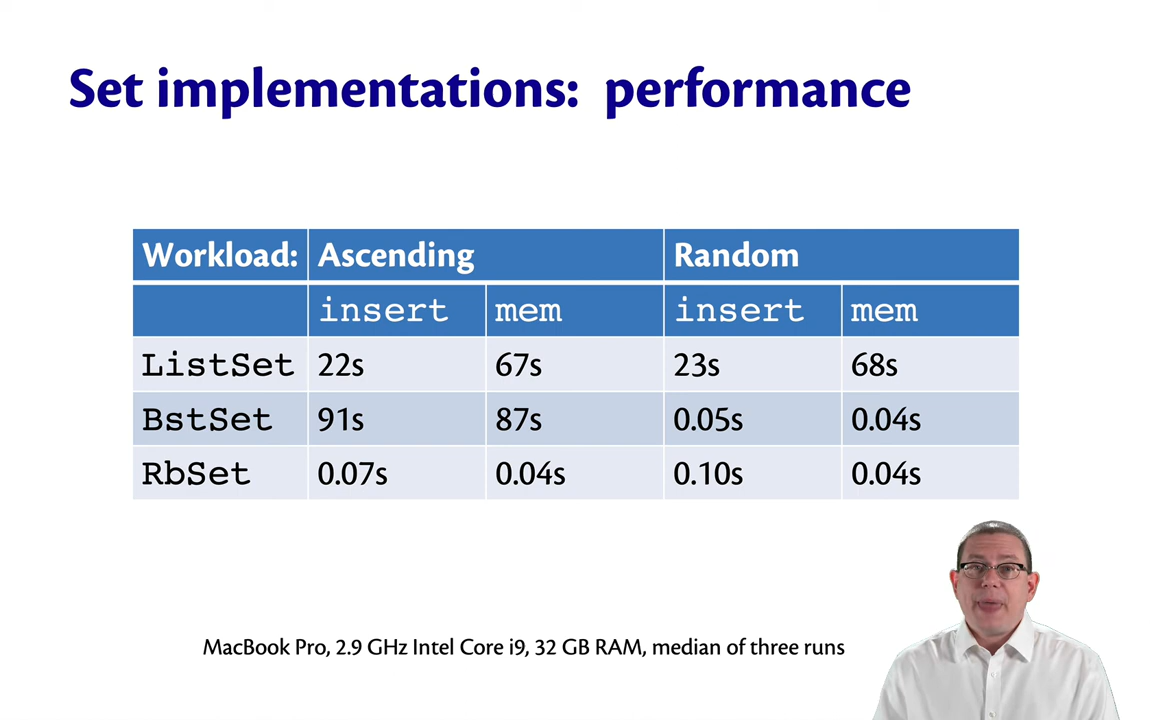 Set implementations: performance
Workload: Ascending Random
insert mem insert mem
ListSet 22s 67s 23s 68s
BstSet 91s 87s 0.05s 0.04s
RbSet 0.07s 0.04s 0.10s 0.04s
MacBook Pro, 2.9 GHz Intel Core i9, 32 GB RAM, median of three runs